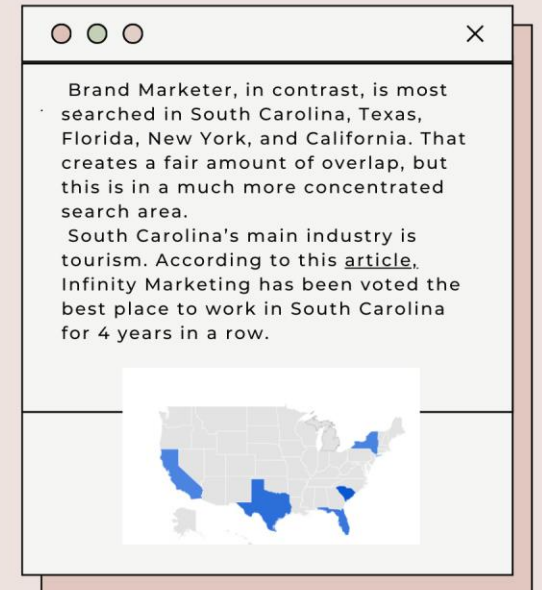 Brand Marketer, in contrast, is most
searched in South Carolina, Texas,
Florida, New York, and California. That
creates a fair amount of overlap, but
this is in a much more concentrated
search area.
South Carolina's main industry is
tourism. According to this article,
Infinity Marketing has been voted the
best place to work in South Carolina
for 4 years in a row.